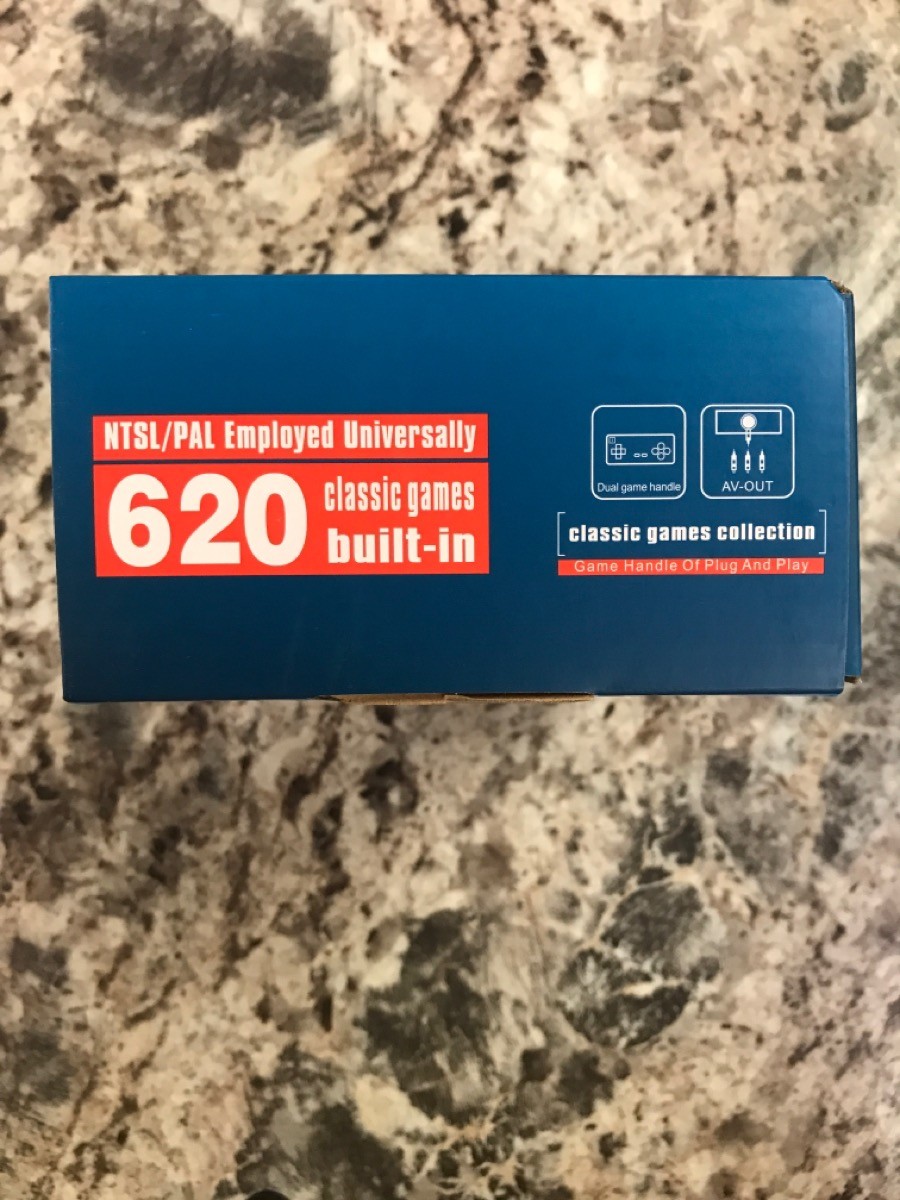 NTSL/PAL Employed Universally
620
classic games
built-in
Dual game handle
AV-OUT
classic games collection
Game Handle Of Plug And Play